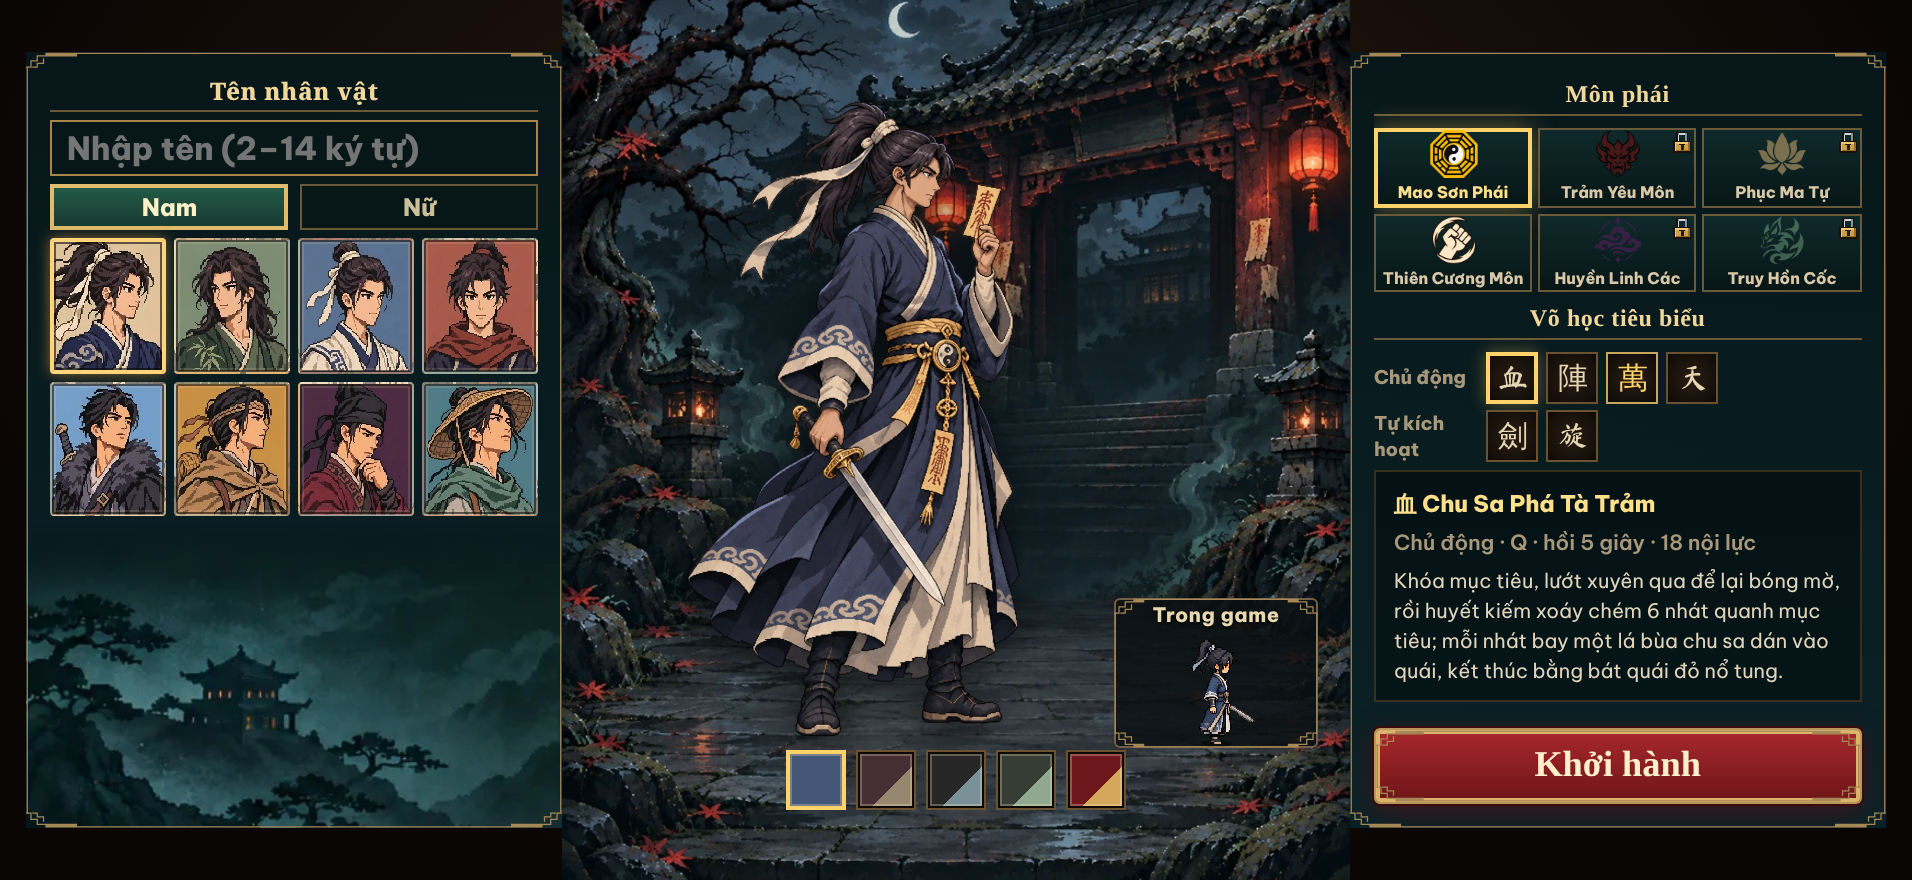 Tên nhân vật
Nhập tên (2–14 ký tự)
Nam
Nữ
Trong game
Môn phái
Mao Sơn Phái
Trảm Yêu Môn
Phục Ma Tự
Thiên Cương Môn
Huyền Linh Các
Truy Hồn Cốc
Võ học tiêu biểu
Chủ động
血 陣 萬 天
Tự kích
hoạt
劍 旋
血 Chu Sa Phá Tà Trảm
Chủ động · Q · hồi 5 giây · 18 nội lực
Khóa mục tiêu, lướt xuyên qua để lại bóng mờ,
rồi huyết kiếm xoáy chém 6 nhát quanh mục
tiêu; mỗi nhát bay một lá bùa chu sa dán vào
quái, kết thúc bằng bát quái đỏ nổ tung.
Khởi hành